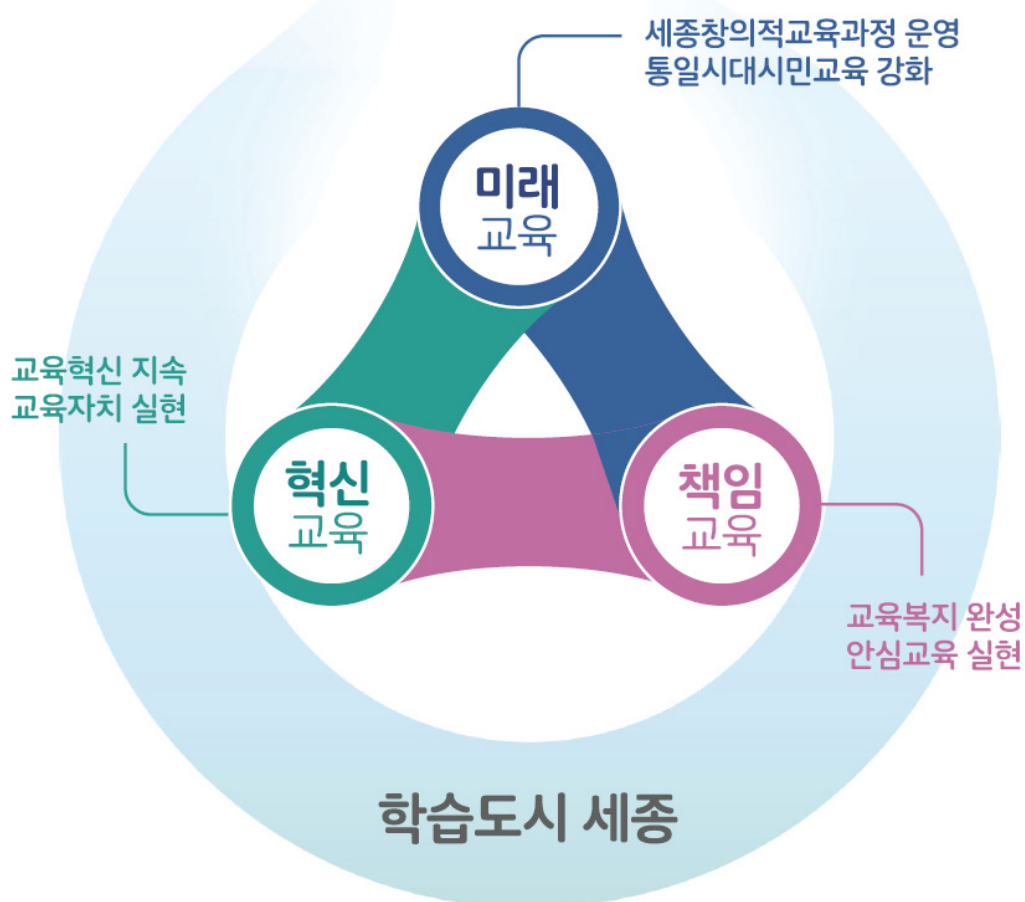 세종창의적교육과정 운영
통일시대시민교육 강화
미래
교육
교육혁신 지속
교육자치 실현
혁신
교육
책임
교육
교육복지 완성
안심교육 실현
학습도시 세종